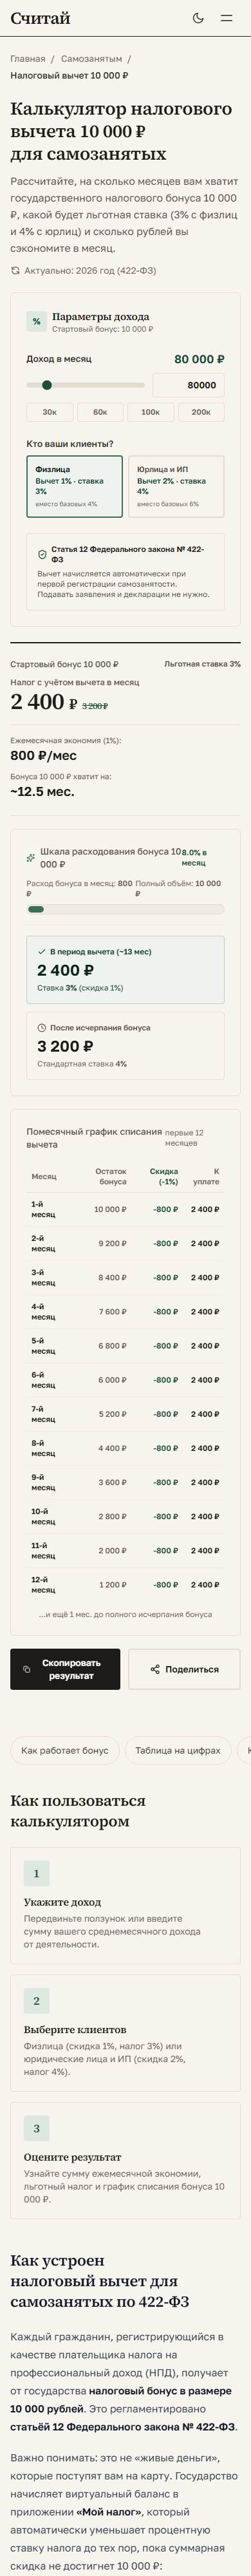 Считай
Главная / Самозанятым /
Налоговый вычет 10 000 ₽
Калькулятор налогового
вычета 10 000 ₽
для самозанятых
Рассчитайте, на сколько месяцев вам хватит
государственного налогового бонуса 10 000
₽, какой будет льготная ставка (3% с физлиц
и 4% с юрлиц) и сколько рублей вы
сэкономите в месяц.
Актуально: 2026 год (422-ФЗ)
% Параметры дохода
Стартовый бонус: 10 000 ₽
Доход в месяц 80 000 ₽
80000
30к 60к 100к 200к
Кто ваши клиенты?
Физлица
Вычет 1% · ставка
3%
вместо базовых 4%
Юрлица и ИП
Вычет 2% · ставка
4%
вместо базовых 6%
Статья 12 Федерального закона № 422-
ФЗ
Вычет начисляется автоматически при
первой регистрации самозанятости.
Подавать заявления и декларации не нужно.
Стартовый бонус 10 000 ₽ Льготная ставка 3%
Налог с учётом вычета в месяц
2 400 ₽ 3 200 ₽
Ежемесячная экономия (1%):
800 ₽/мес
Бонуса 10 000 ₽ хватит на:
~12.5 мес.
Шкала расходования бонуса 10
000 ₽
8.0% в
месяц
Расход бонуса в месяц: 800
₽
Полный объём: 10 000
₽
В период вычета (~13 мес)
2 400 ₽
Ставка 3% (скидка 1%)
После исчерпания бонуса
3 200 ₽
Стандартная ставка 4%
Помесячный график списания
вычета
первые 12
месяцев
Месяц Остаток бонуса Скидка (-1%) К уплате
1-й месяц 10 000 ₽ -800 ₽ 2 400 ₽
2-й месяц 9 200 ₽ -800 ₽ 2 400 ₽
3-й месяц 8 400 ₽ -800 ₽ 2 400 ₽
4-й месяц 7 600 ₽ -800 ₽ 2 400 ₽
5-й месяц 6 800 ₽ -800 ₽ 2 400 ₽
6-й месяц 6 000 ₽ -800 ₽ 2 400 ₽
7-й месяц 5 200 ₽ -800 ₽ 2 400 ₽
8-й месяц 4 400 ₽ -800 ₽ 2 400 ₽
9-й месяц 3 600 ₽ -800 ₽ 2 400 ₽
10-й месяц 2 800 ₽ -800 ₽ 2 400 ₽
11-й месяц 2 000 ₽ -800 ₽ 2 400 ₽
12-й месяц 1 200 ₽ -800 ₽ 2 400 ₽
...и ещё 1 мес. до полного исчерпания бонуса
Скопировать
результат
Поделиться
Как работает бонус Таблица на цифрах
Как пользоваться
калькулятором
1
Укажите доход
Передвиньте ползунок или введите
сумму вашего среднемесячного дохода
от деятельности.
2
Выберите клиентов
Физлица (скидка 1%, налог 3%) или
юридические лица и ИП (скидка 2%,
налог 4%).
3
Оцените результат
Узнайте сумму ежемесячной экономии,
льготный налог и график списания бонуса 10
000 ₽.
Как устроен
налоговый вычет для
самозанятых по 422-ФЗ
Каждый гражданин, регистрирующийся в
качестве плательщика налога на
профессиональный доход (НПД), получает
от государства налоговый бонус в размере
10 000 рублей. Это регламентировано
статьёй 12 Федерального закона № 422-ФЗ.
Важно понимать: это не «живые деньги»,
которые поступят вам на карту. Государство
начисляет виртуальный баланс в
приложении «Мой налог», который
автоматически уменьшает процентную
ставку налога до тех пор, пока суммарная
скидка не достигнет 10 000 ₽: